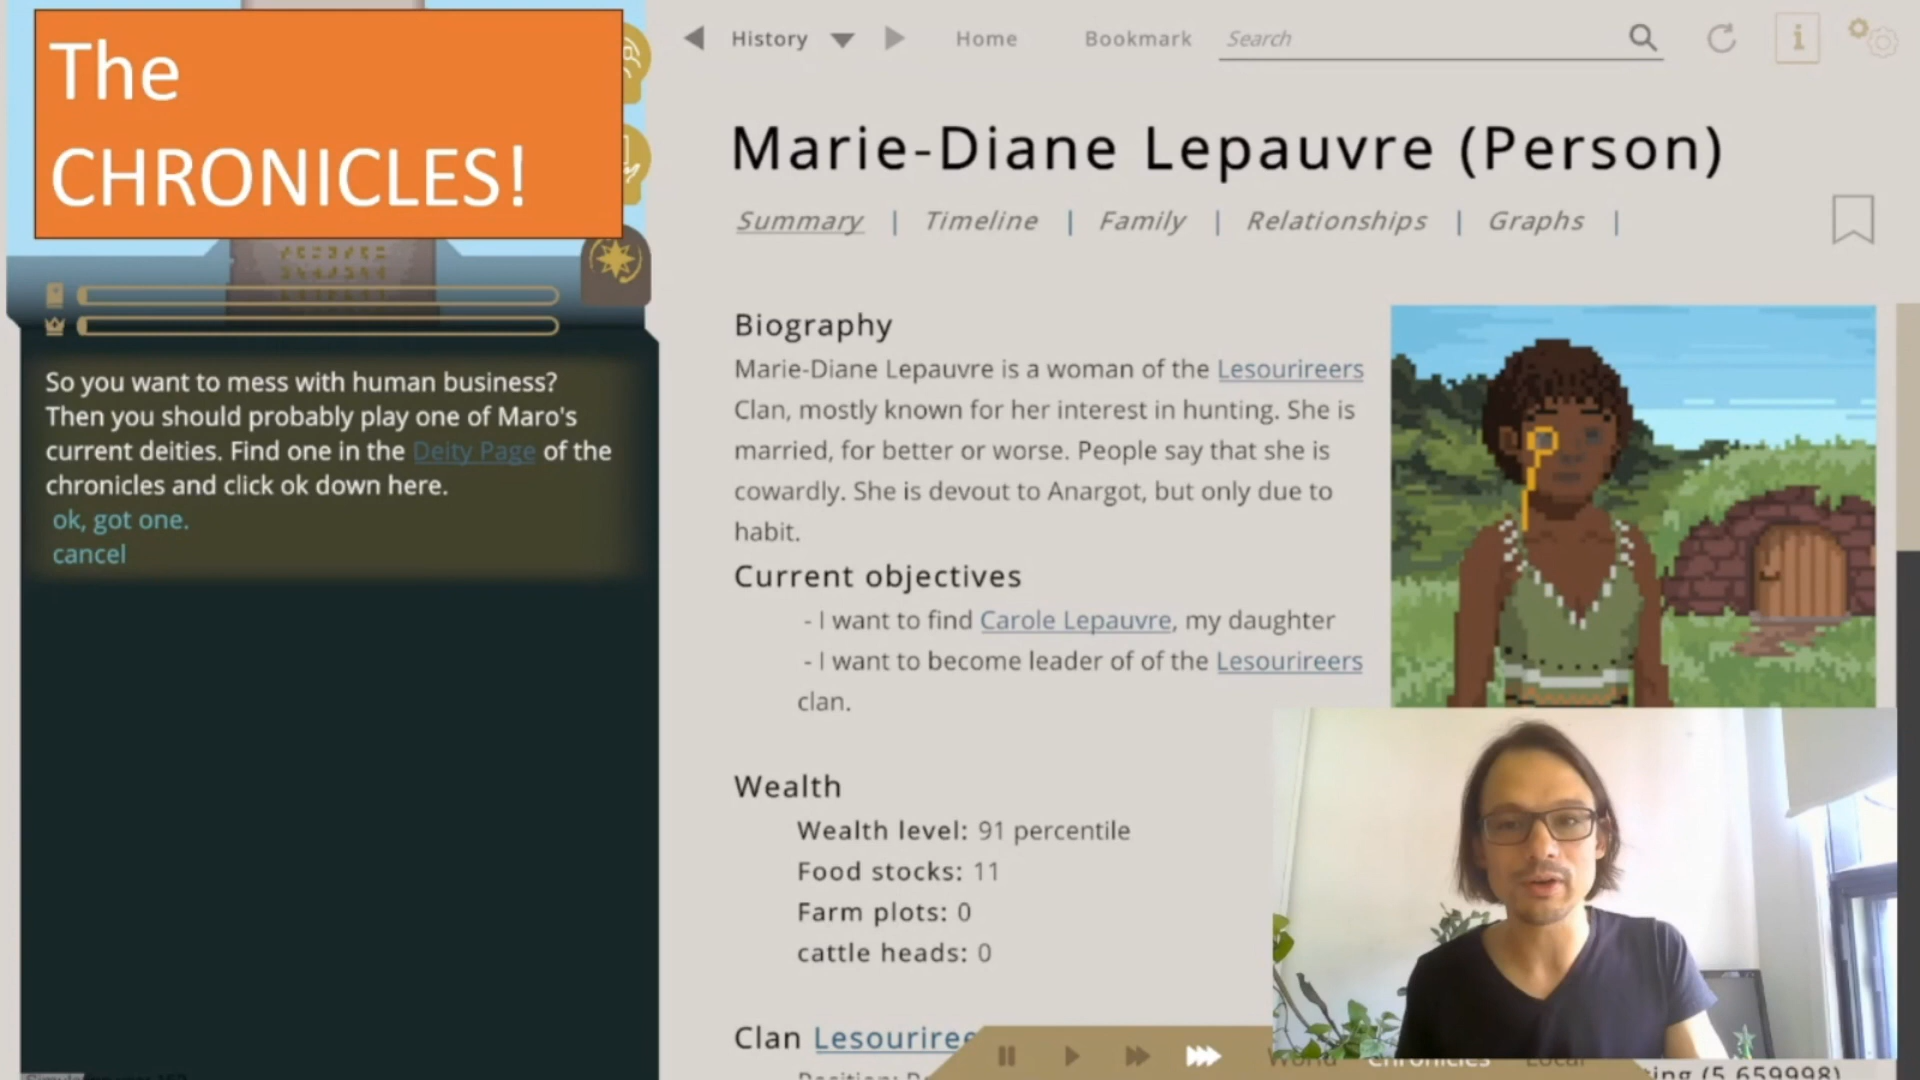 The
CHRONICLES!
So you want to mess with human business?
Then you should probably play one of Maro's
current deities. Find one in the Deity Page of the
chronicles and click ok down here.
ok, got one.
cancel
History Home Bookmark Search
Marie-Diane Lepauvre (Person)
Summary | Timeline | Family | Relationships | Graphs |
Biography
Marie-Diane Lepauvre is a woman of the Lesourireers
Clan, mostly known for her interest in hunting. She is
married, for better or worse. People say that she is
cowardly. She is devout to Anargot, but only due to
habit.
Current objectives
- I want to find Carole Lepauvre, my daughter
- I want to become leader of of the Lesourireers
clan.
Wealth
Wealth level: 91 percentile
Food stocks: 11
Farm plots: 0
cattle heads: 0
Clan
World Chronicles Local
(5.659998)